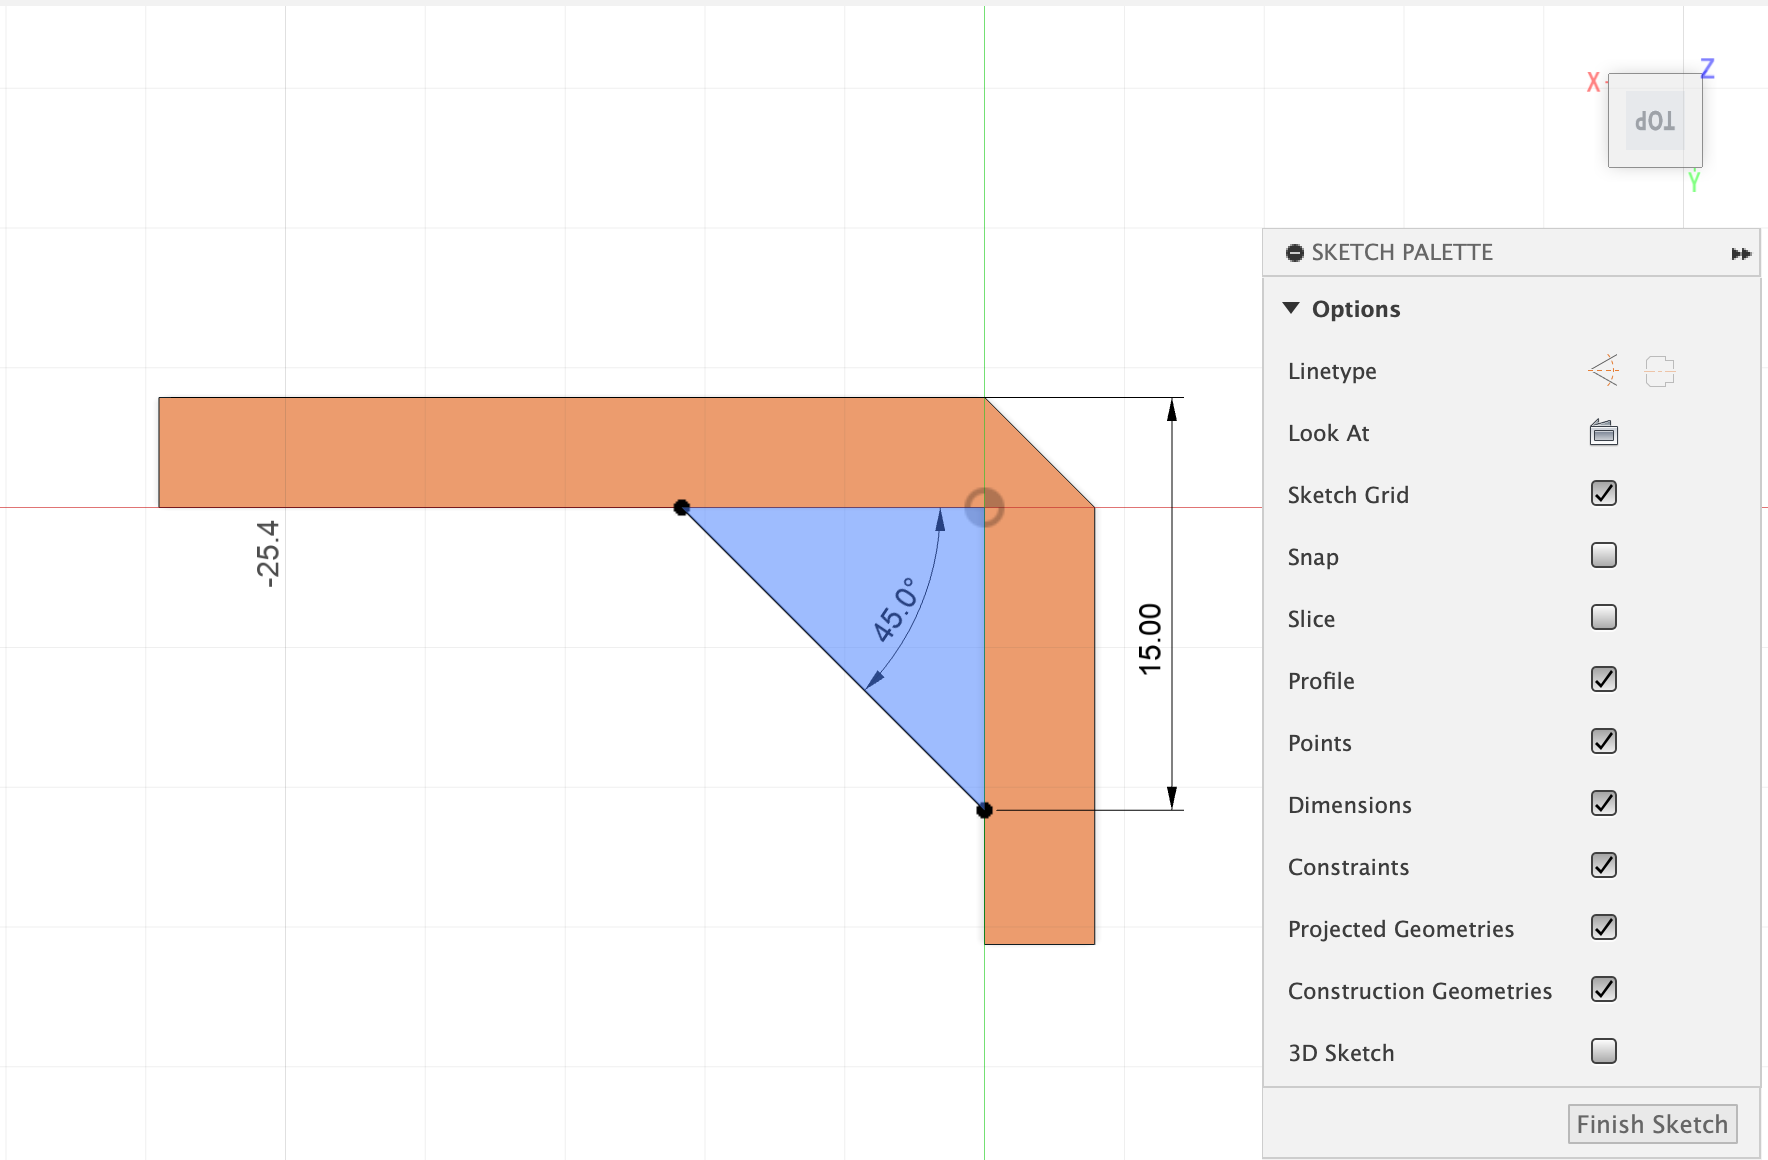 X
Z
TOP
Y
SKETCH PALETTE
Options
Linetype
Look At
Sketch Grid
Snap
Slice
Profile
Points
Dimensions
Constraints
Projected Geometries
Construction Geometries
3D Sketch
Finish Sketch
-25.4
45.0°
15.00